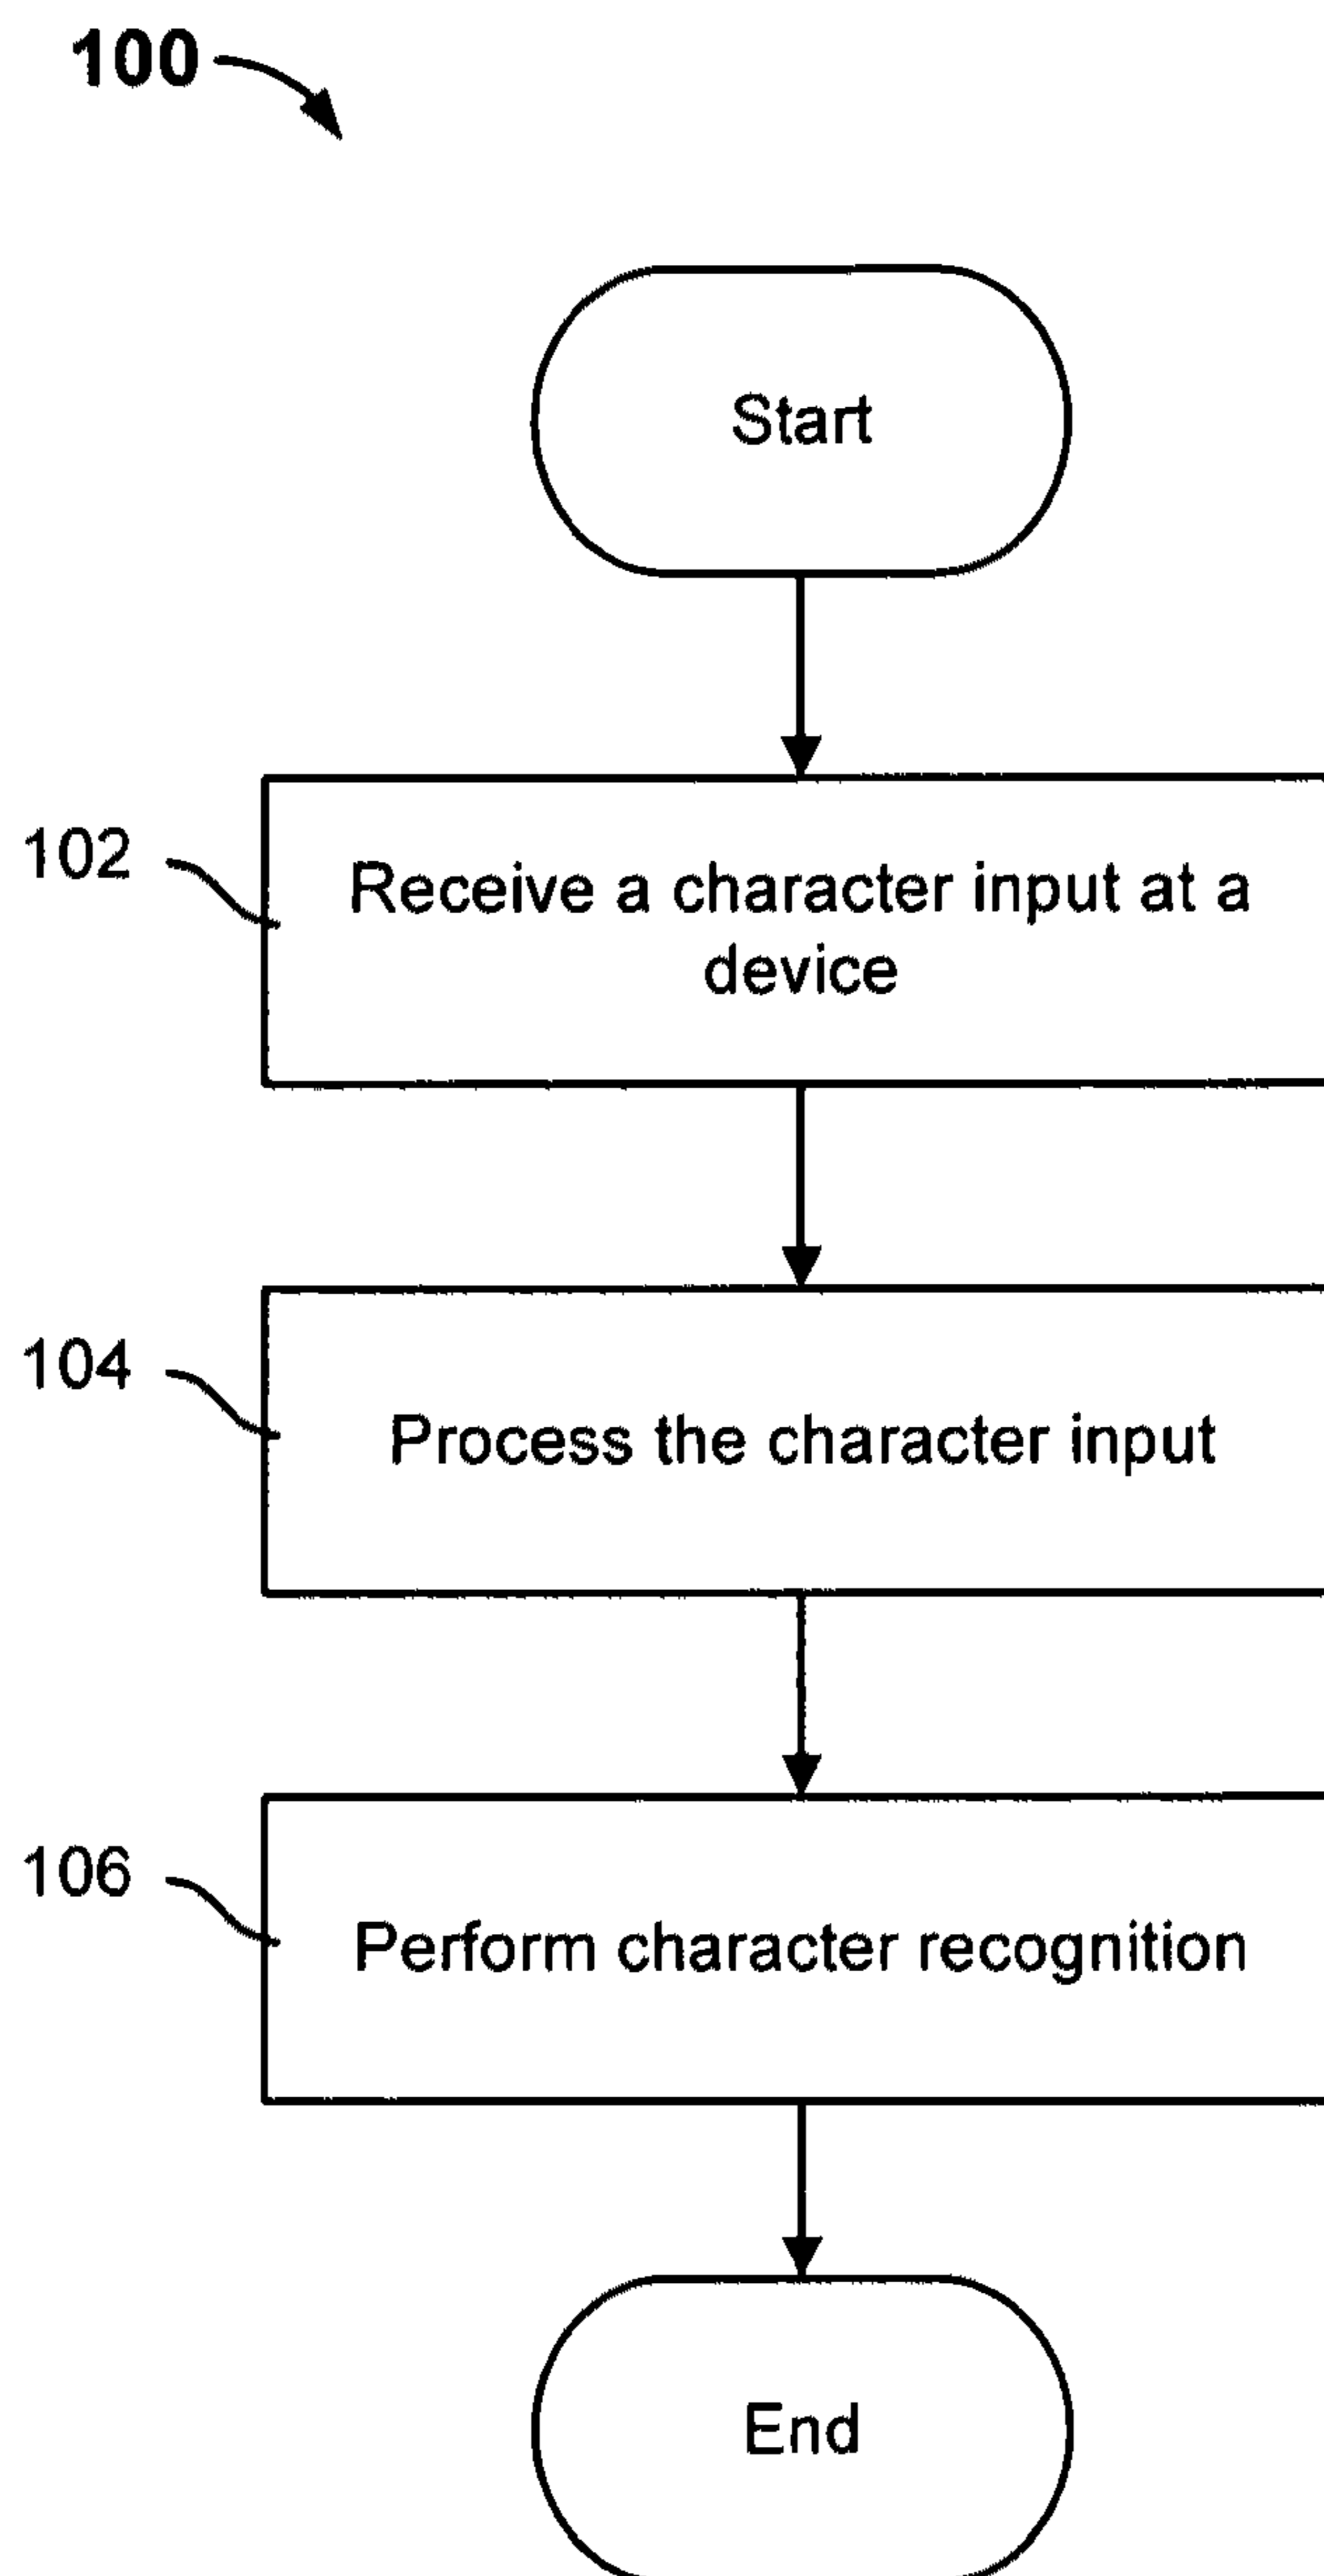 100
Start
102
Receive a character input at a
device
104
Process the character input
106
Perform character recognition
End